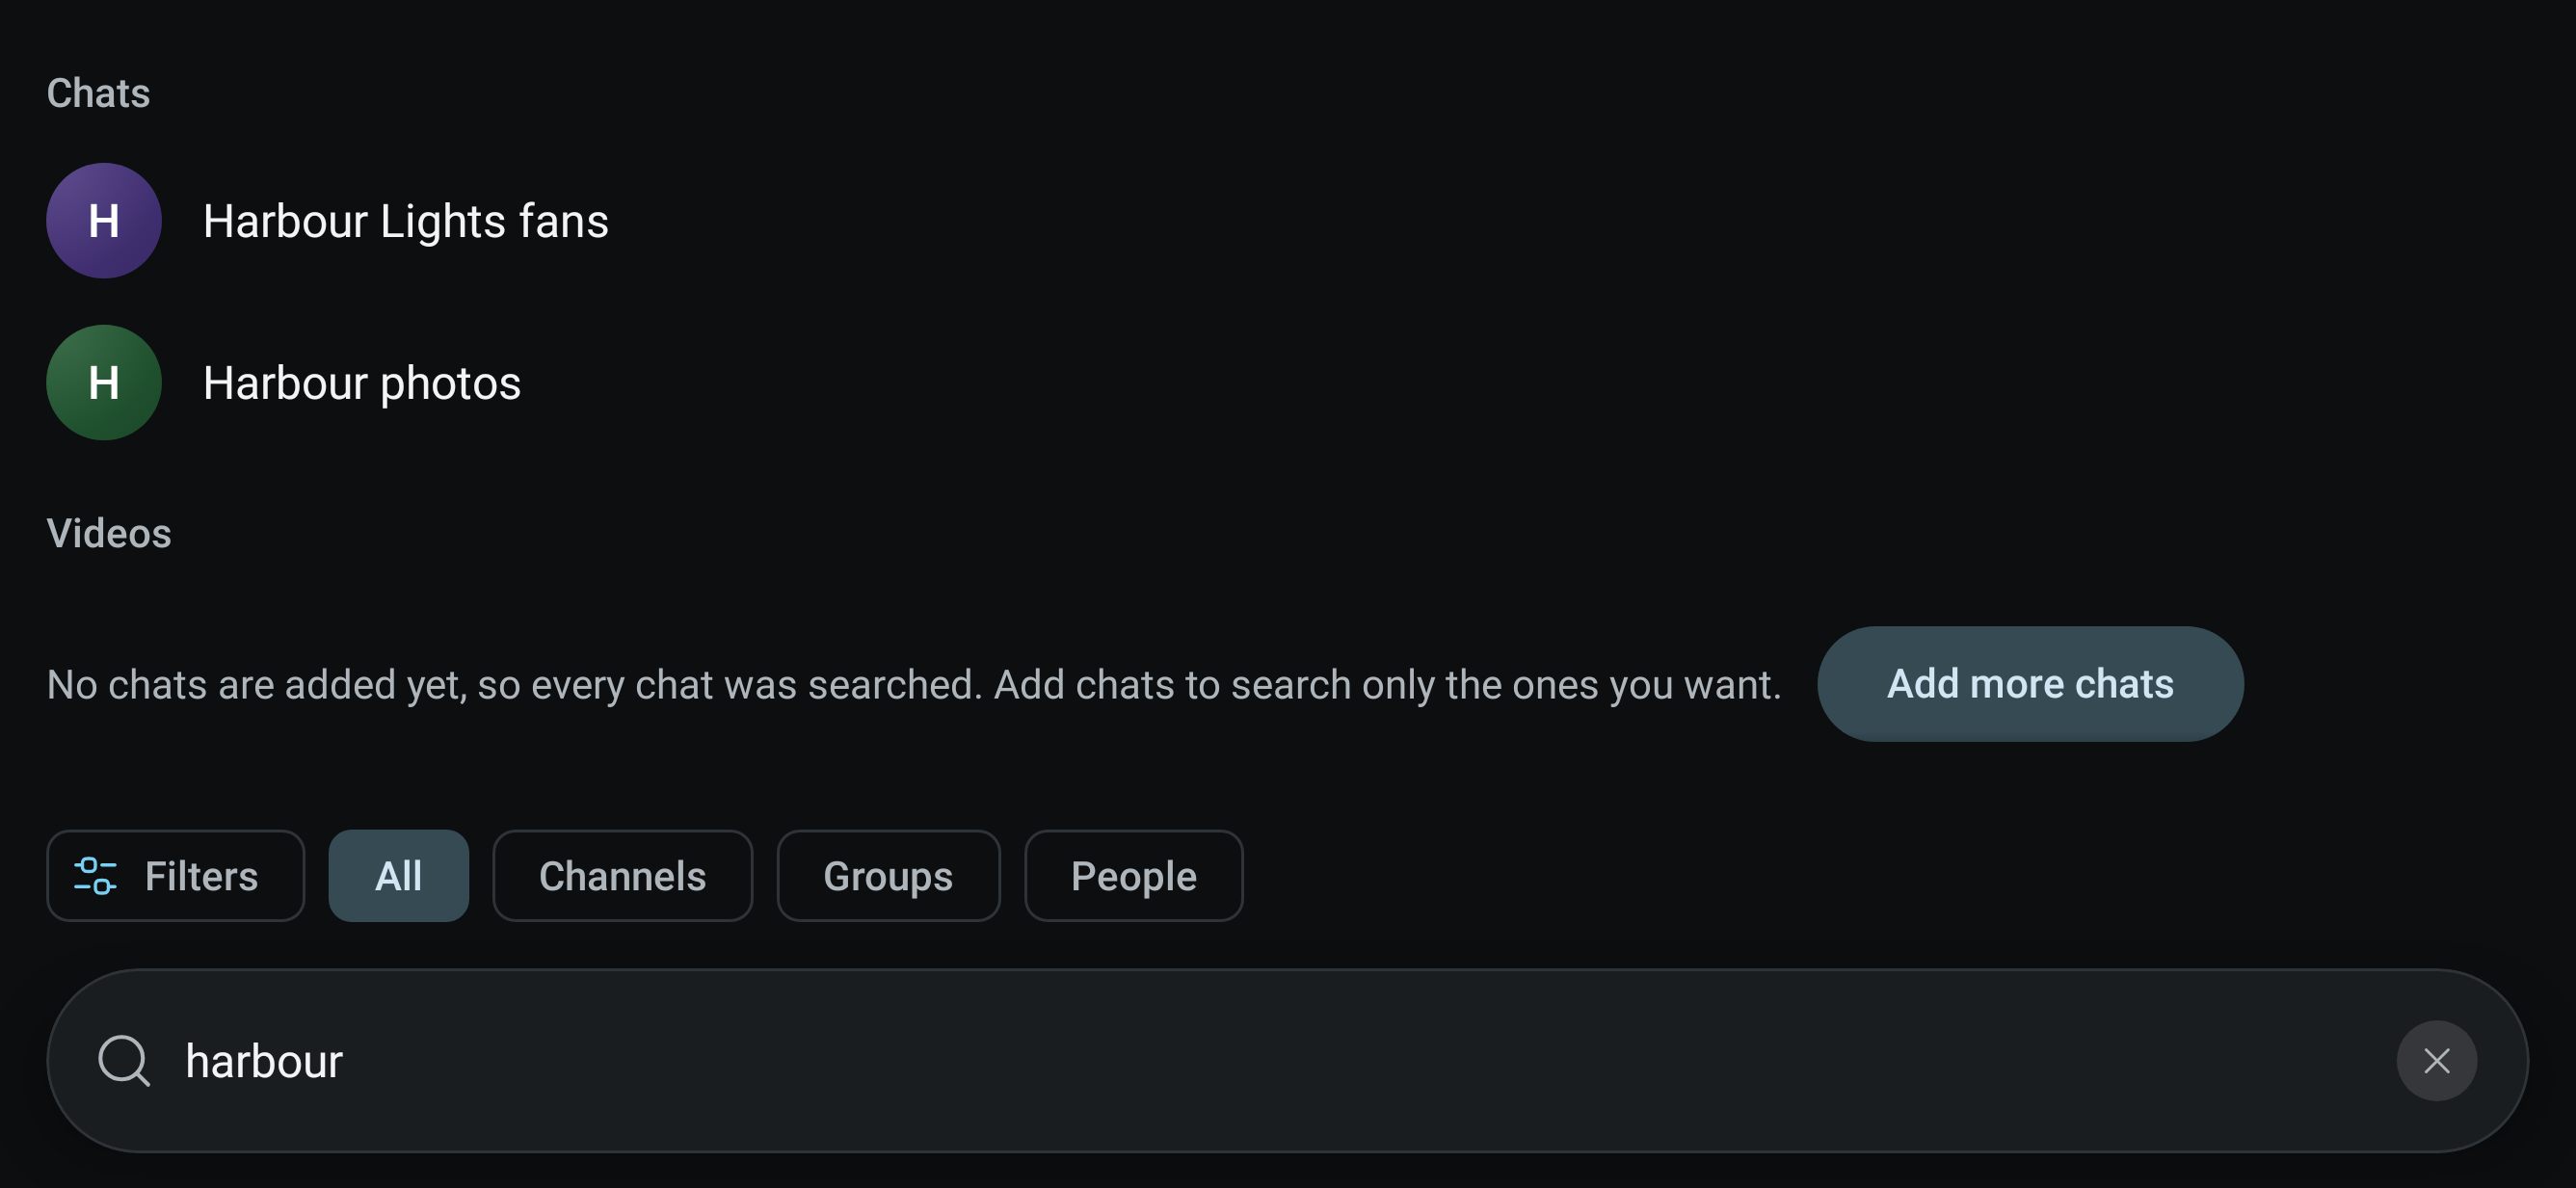 Chats
H
Harbour Lights fans
H
Harbour photos
Videos
No chats are added yet, so every chat was searched. Add chats to search only the ones you want.
Add more chats
Filters
All
Channels
Groups
People
harbour